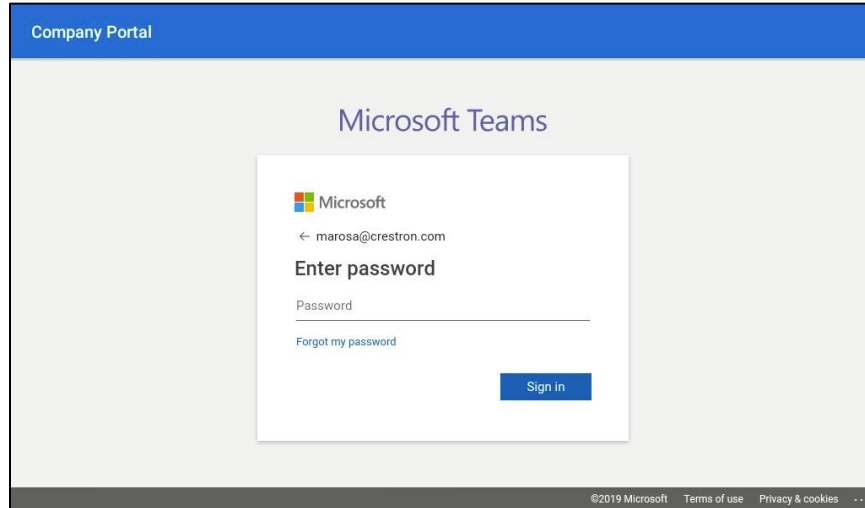 Company Portal
Microsoft Teams
Microsoft
← marosa@crestron.com
Enter password
Password
Forgot my password
Sign in
©2019 Microsoft Terms of use Privacy & cookies ..